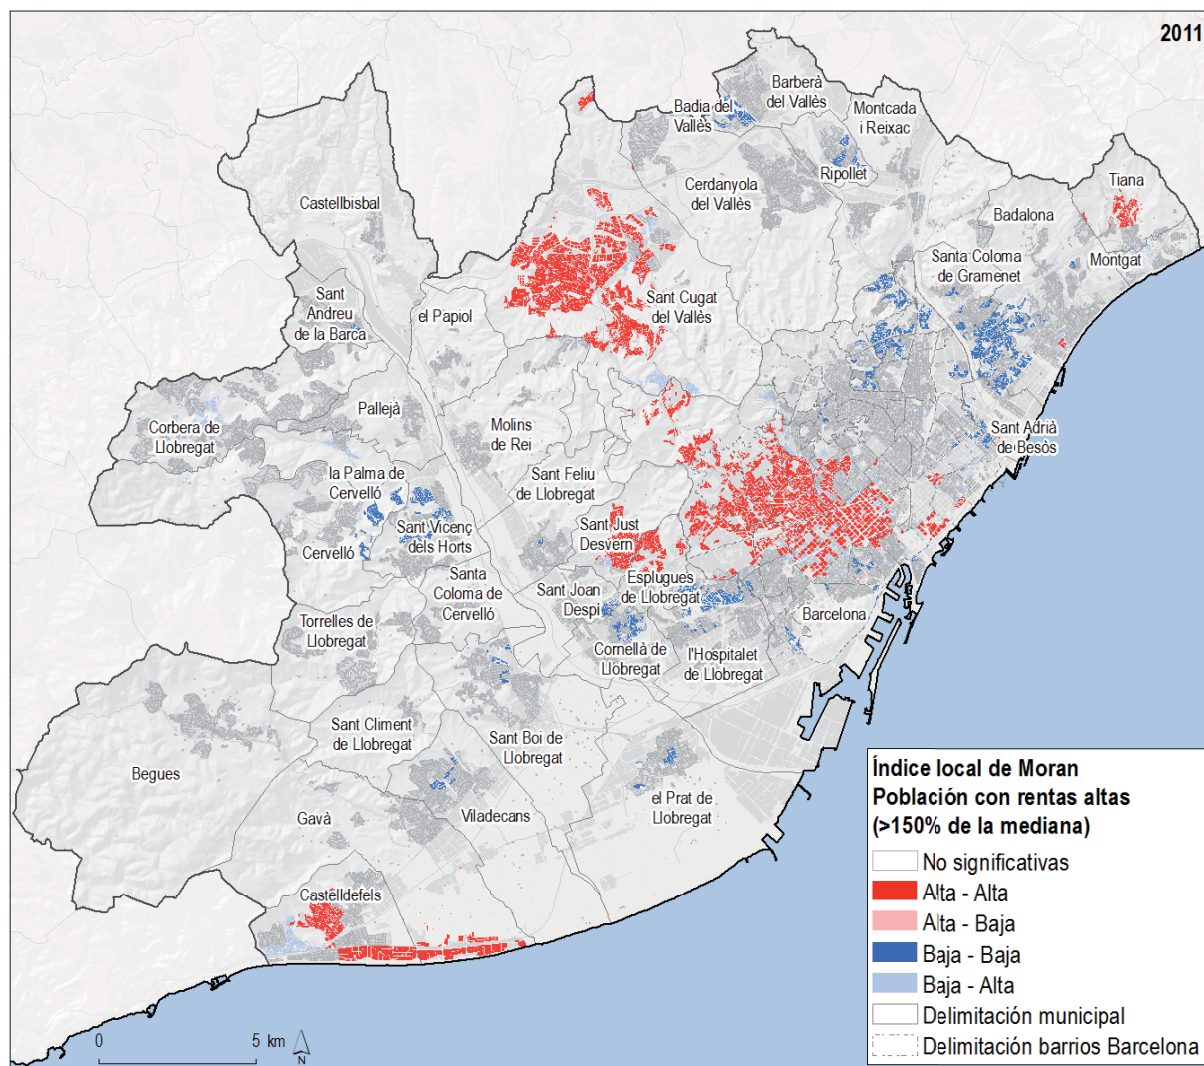 2011
Barberà
del Vallès
Badia del
Vallès
Montcada
i Reixac
Ripollet
Cerdanyola
del Vallès
Tiana
Castellbisbal
Badalona
Santa Coloma
de Gramenet
Montgat
Sant
Andreu
de la Barca
el Papiol
Sant Cugat
del Vallès
Pallejà
Corbera de
Llobregat
Molins
de Rei
Sant Adrià
de Besòs
la Palma de
Cervelló
Sant Feliu
de Llobregat
Sant Vicenç
dels Horts
Sant Just
Desvern
Cervelló
Santa
Coloma de
Cervelló
Sant Joan
Despí
Esplugues
de Llobregat
Barcelona
Torrelles de
Llobregat
Cornellà de
Llobregat
l'Hospitalet
de Llobregat
Sant Climent
de Llobregat
Sant Boi de
Llobregat
Begues
Gavà
Viladecans
el Prat de
Llobregat
Castelldefels
Índice local de Moran
Población con rentas altas
(>150% de la mediana)
No significativas
Alta - Alta
Alta - Baja
Baja - Baja
Baja - Alta
Delimitación municipal
Delimitación barrios Barcelona
0 5 km
N